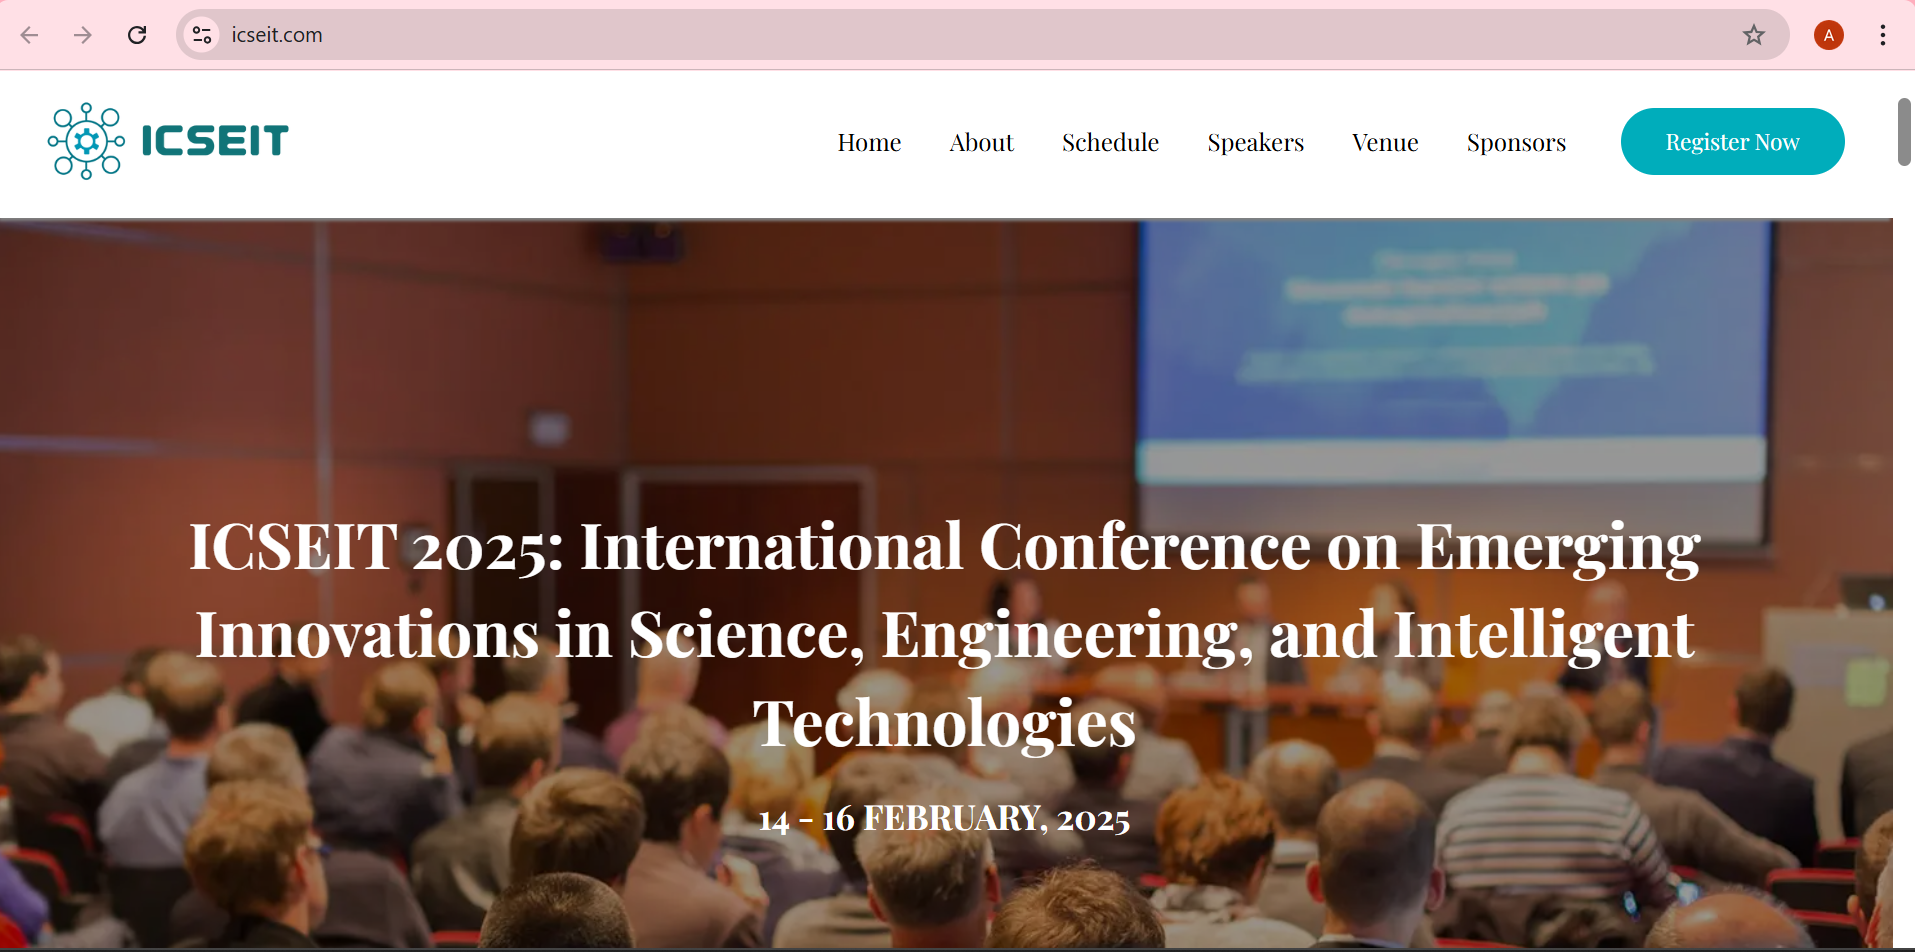 icseit.com
A
ICSEIT
Home About Schedule Speakers Venue Sponsors Register Now
ICSEIT 2025: International Conference on Emerging
Innovations in Science, Engineering, and Intelligent
Technologies
14 - 16 FEBRUARY, 2025